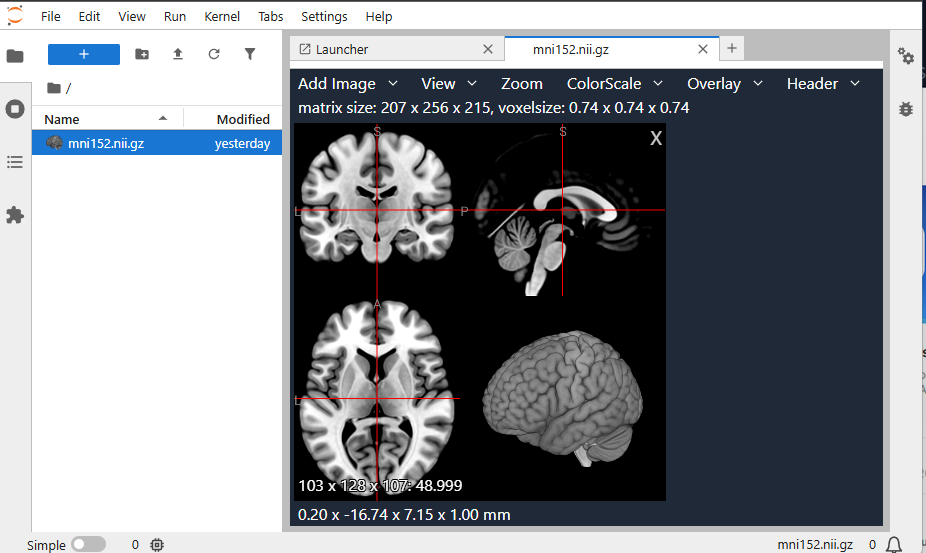 File Edit View Run Kernel Tabs Settings Help
+
Launcher
mni152.nii.gz
+
Add Image View Zoom ColorScale Overlay Header
/
matrix size: 207 x 256 x 215, voxelsize: 0.74 x 0.74 x 0.74
Name Modified
mni152.nii.gz yesterday
S S X
L P
A
L
103 x 128 x 107: 48.999
0.20 x -16.74 x 7.15 x 1.00 mm
Simple 0 mni152.nii.gz 0